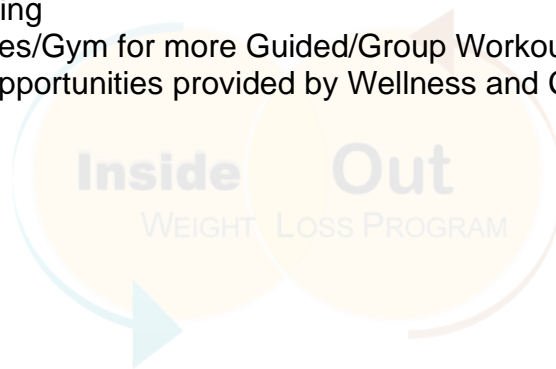 ing
es/Gym for more Guided/Group Workou
pportunities provided by Wellness and
Inside Out
WEIGHT LOSS PROGRAM